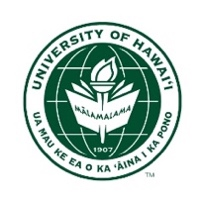 UNIVERSITY OF HAWAI‘I
MĀLAMALAMA
1907
UA MAU KE EA O KA ‘ĀINA I KA PONO
TM